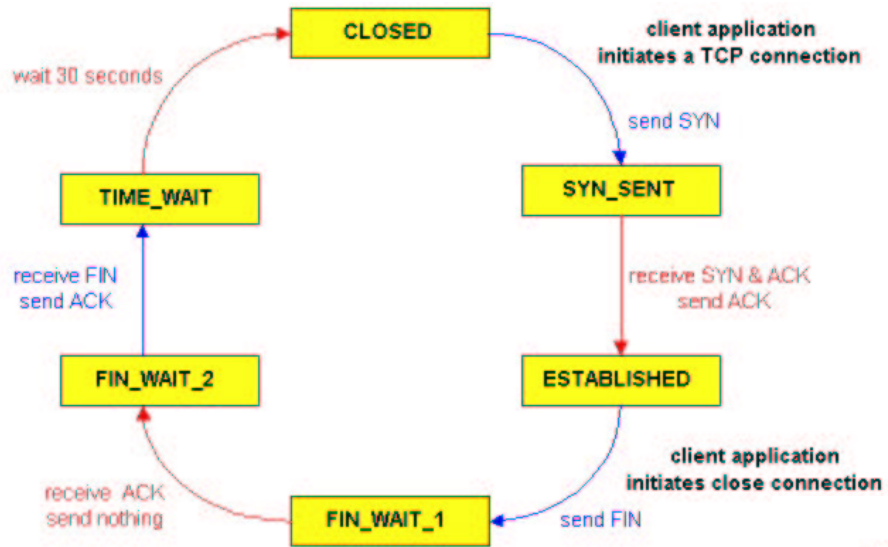 CLOSED
client application
initiates a TCP connection
wait 30 seconds
send SYN
TIME_WAIT
SYN_SENT
receive FIN
send ACK
receive SYN & ACK
send ACK
FIN_WAIT_2
ESTABLISHED
client application
initiates close connection
receive ACK
send nothing
FIN_WAIT_1
send FIN